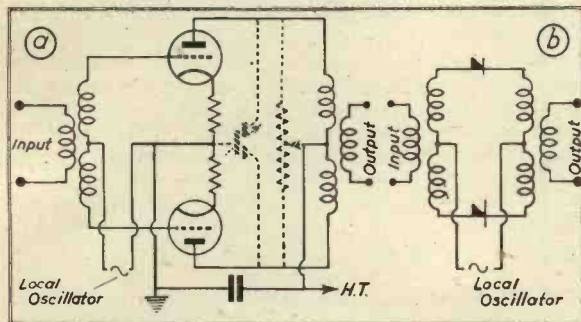 a
b
Input
Output
Input
Output
Local
Oscillator
H.T.
Local
Oscillator